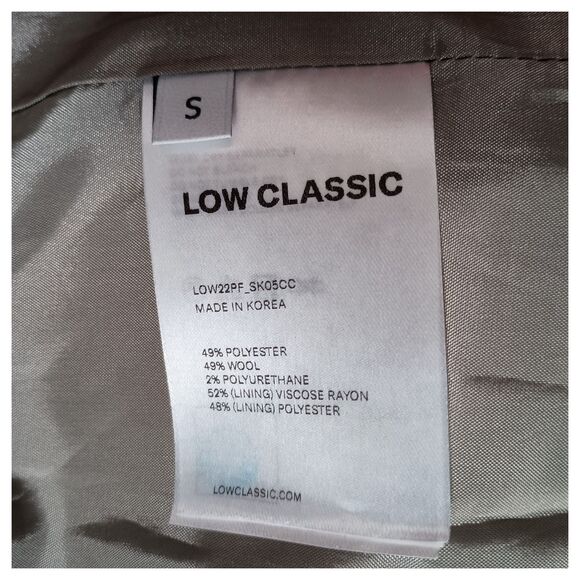 S
LOW CLASSIC
LOW22PF_SK05CC
MADE IN KOREA
49% POLYESTER
49% WOOL
2% POLYURETHANE
52% (LINING) VISCOSE RAYON
48% (LINING) POLYESTER
LOWCLASSIC.COM